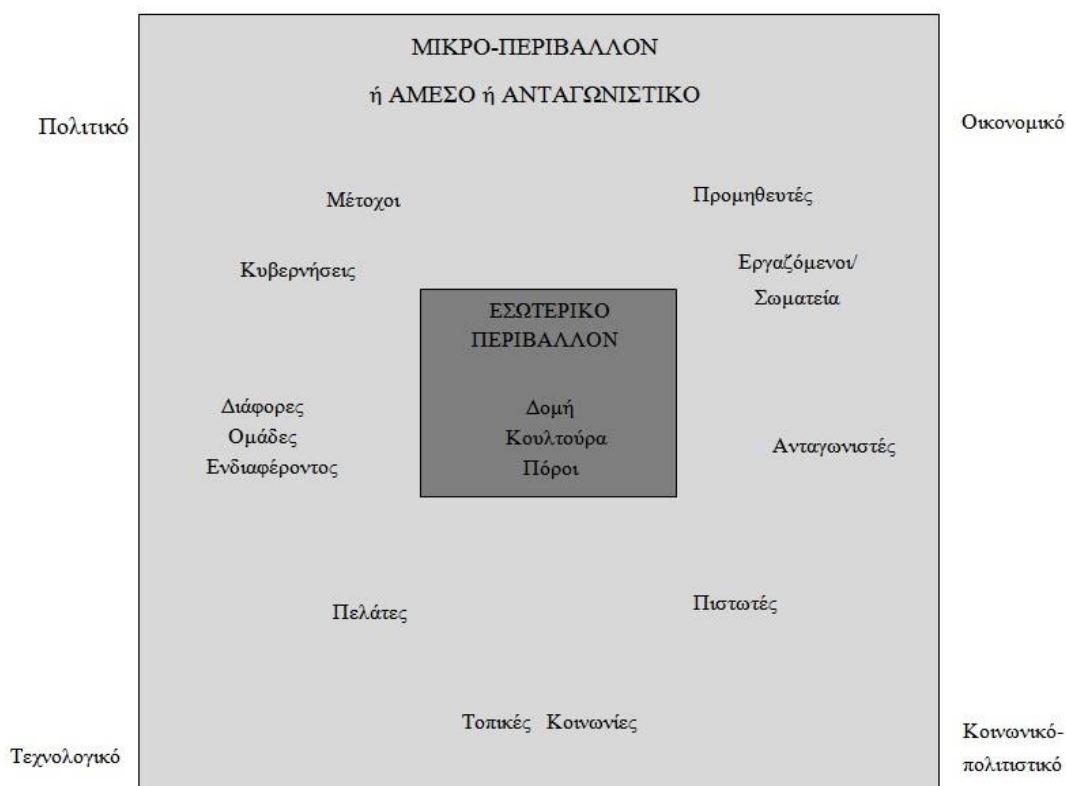 ΜΙΚΡΟ-ΠΕΡΙΒΑΛΛΟΝ
ή ΑΜΕΣΟ ή ΑΝΤΑΓΩΝΙΣΤΙΚΟ
Πολιτικό
Οικονομικό
Μέτοχοι
Προμηθευτές
Κυβερνήσεις
Εργαζόμενοι/
Σωματεία
ΕΣΩΤΕΡΙΚΟ
ΠΕΡΙΒΑΛΛΟΝ
Διάφορες
Ομάδες
Ενδιαφέροντος
Δομή
Κουλτούρα
Πόροι
Ανταγωνιστές
Πελάτες
Πιστωτές
Τοπικές Κοινωνίες
Τεχνολογικό
Κοινωνικό-
πολιτιστικό